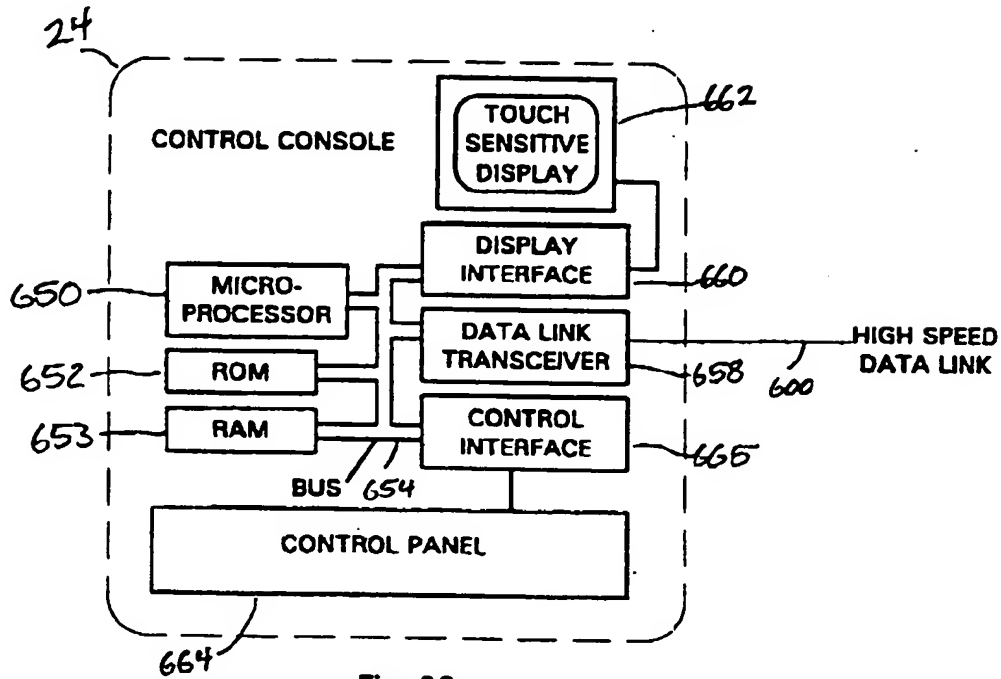 24
662
TOUCH
SENSITIVE
DISPLAY
CONTROL CONSOLE
DISPLAY
INTERFACE
660
650
MICRO-
PROCESSOR
DATA LINK
TRANSCEIVER
658
600
HIGH SPEED
DATA LINK
652
ROM
653
RAM
CONTROL
INTERFACE
665
BUS
654
CONTROL PANEL
664